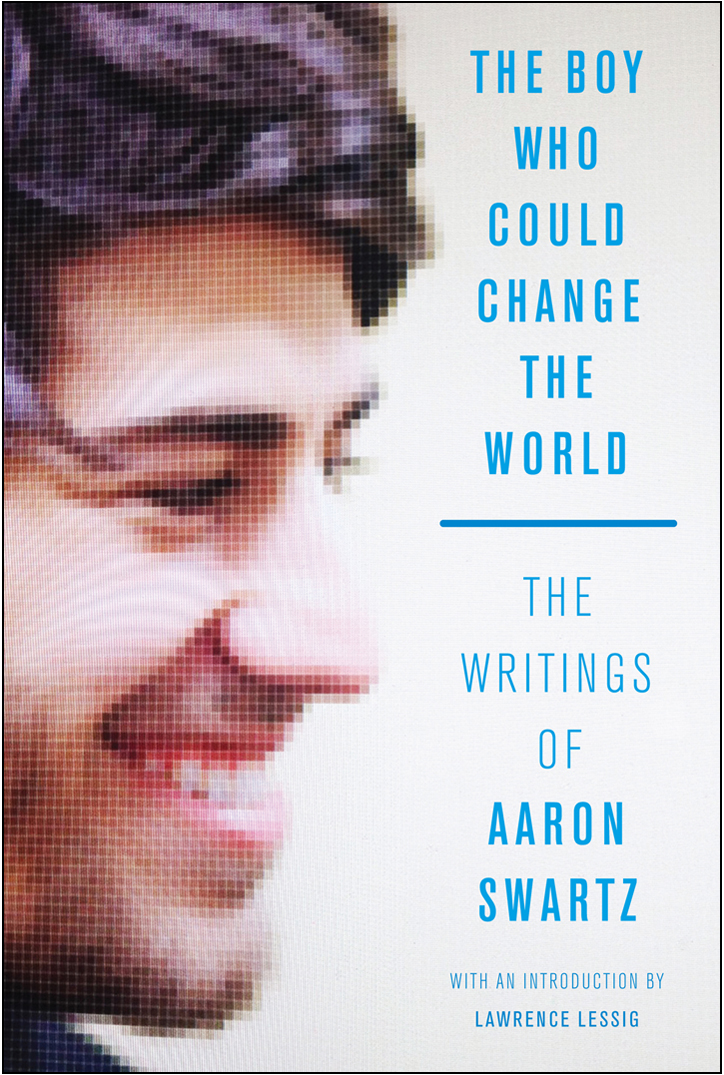 THE BOY
WHO
COULD
CHANGE
THE
WORLD
THE
WRITINGS
OF
AARON
SWARTZ
WITH AN INTRODUCTION BY
LAWRENCE LESSIG